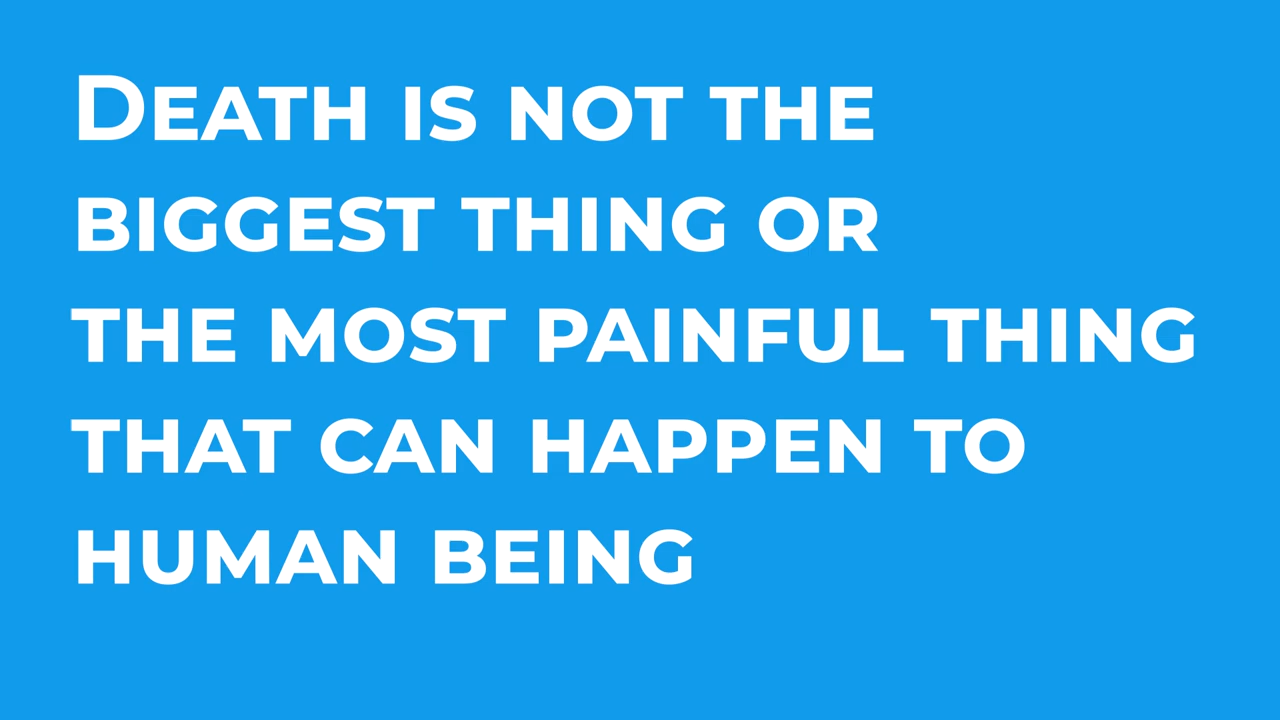 Death is not the
biggest thing or
the most painful thing
that can happen to
human being